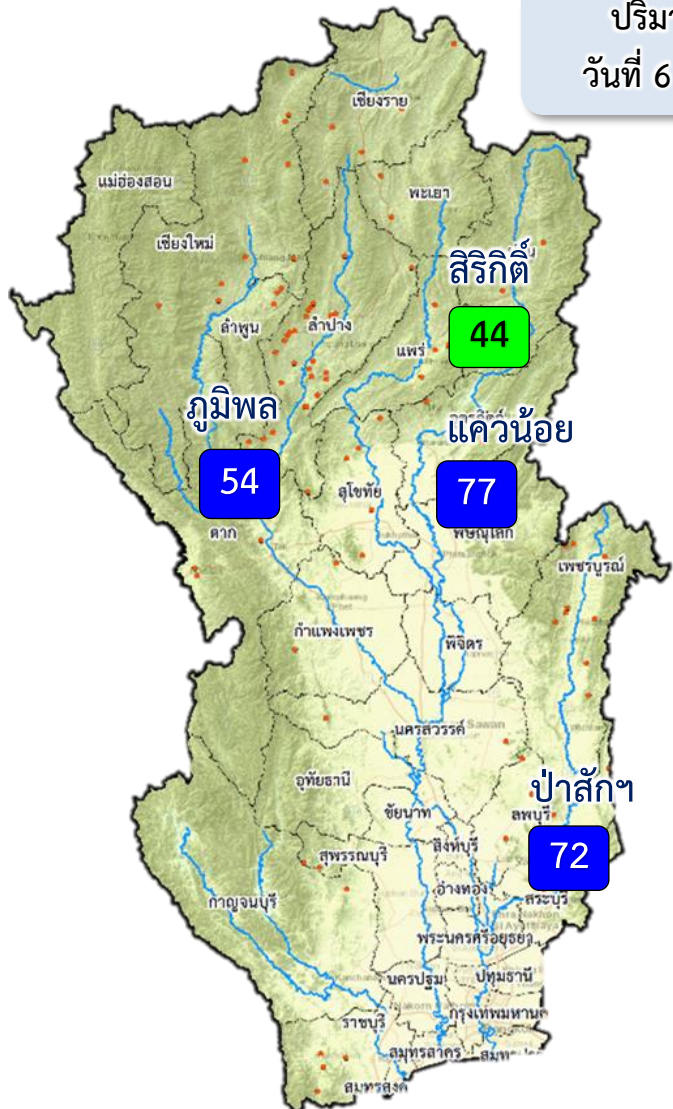 ปริมา
วันที่ 6
เชียงราย
แม่ฮ่องสอน
พะเยา
เชียงใหม่
สิริกิติ์
44
ลำพูน
ลำปาง
แพร่
ภูมิพล
54
แควน้อย
77
สุโขทัย
ตาก
พิษณุโลก
เพชรบูรณ์
กำแพงเพชร
พิจิตร
นครสวรรค์
Sawan
อุทัยธานี
ป่าสักฯ
72
ชัยนาท
ลพบุรี
สิงห์บุรี
สุพรรณบุรี
อ่างทอง
สระบุรี
กาญจนบุรี
พระนครศรีอยุธยา
นครปฐม
ปทุมธานี
กรุงเทพมหานค
ราชบุรี
สมุทรสาคร
สมุทรสงค